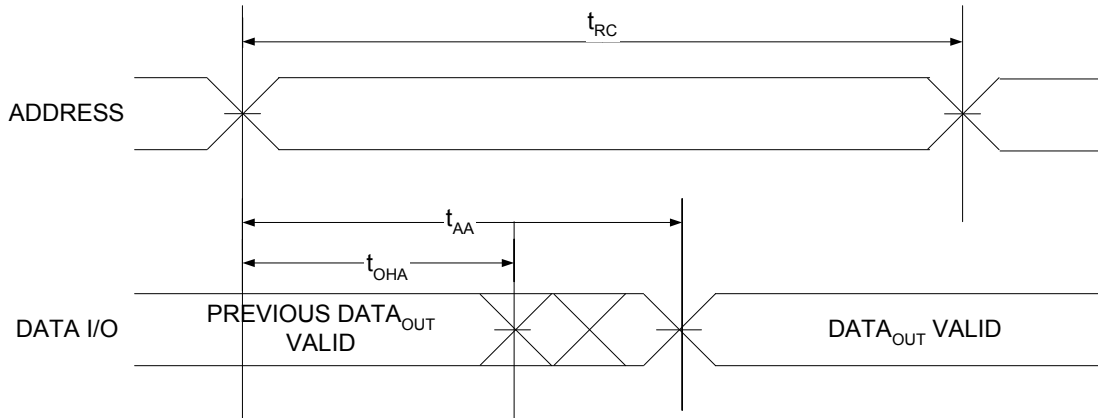 tRC
ADDRESS
tAA
tOHA
DATA I/O
PREVIOUS DATAOUT
VALID
DATAOUT VALID